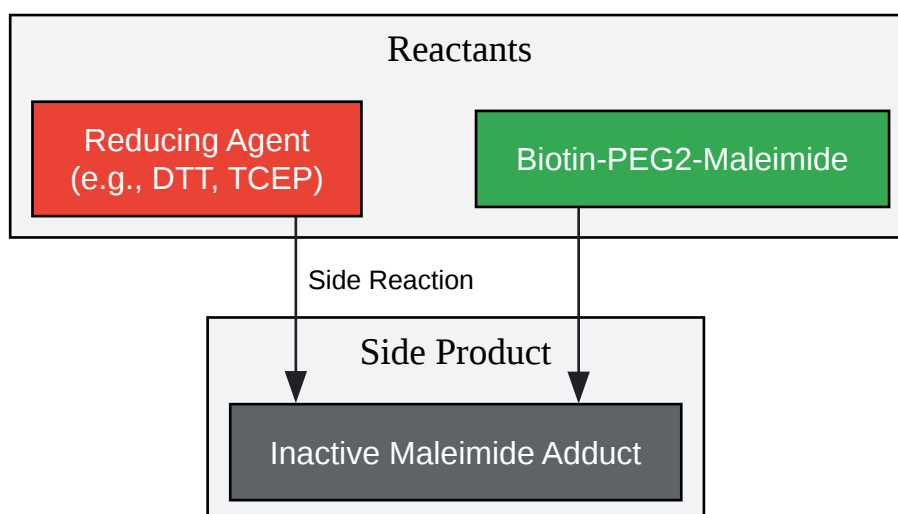 Reactants
Reducing Agent
(e.g., DTT, TCEP)
Biotin-PEG2-Maleimide
Side Reaction
Side Product
Inactive Maleimide Adduct